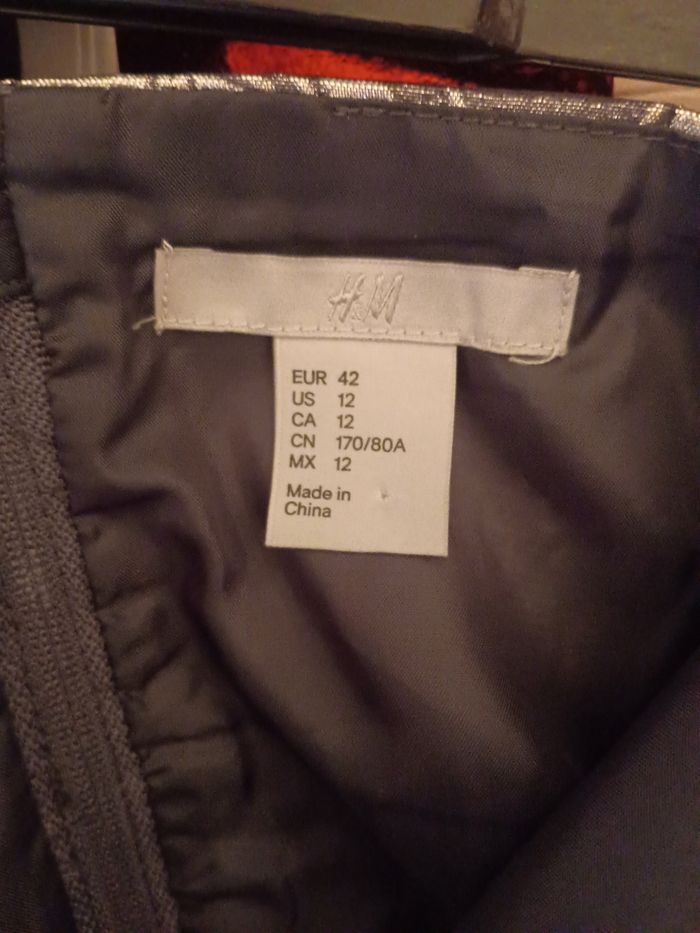 H&M
EUR 42
US 12
CA 12
CN 170/80A
MX 12
Made in
China